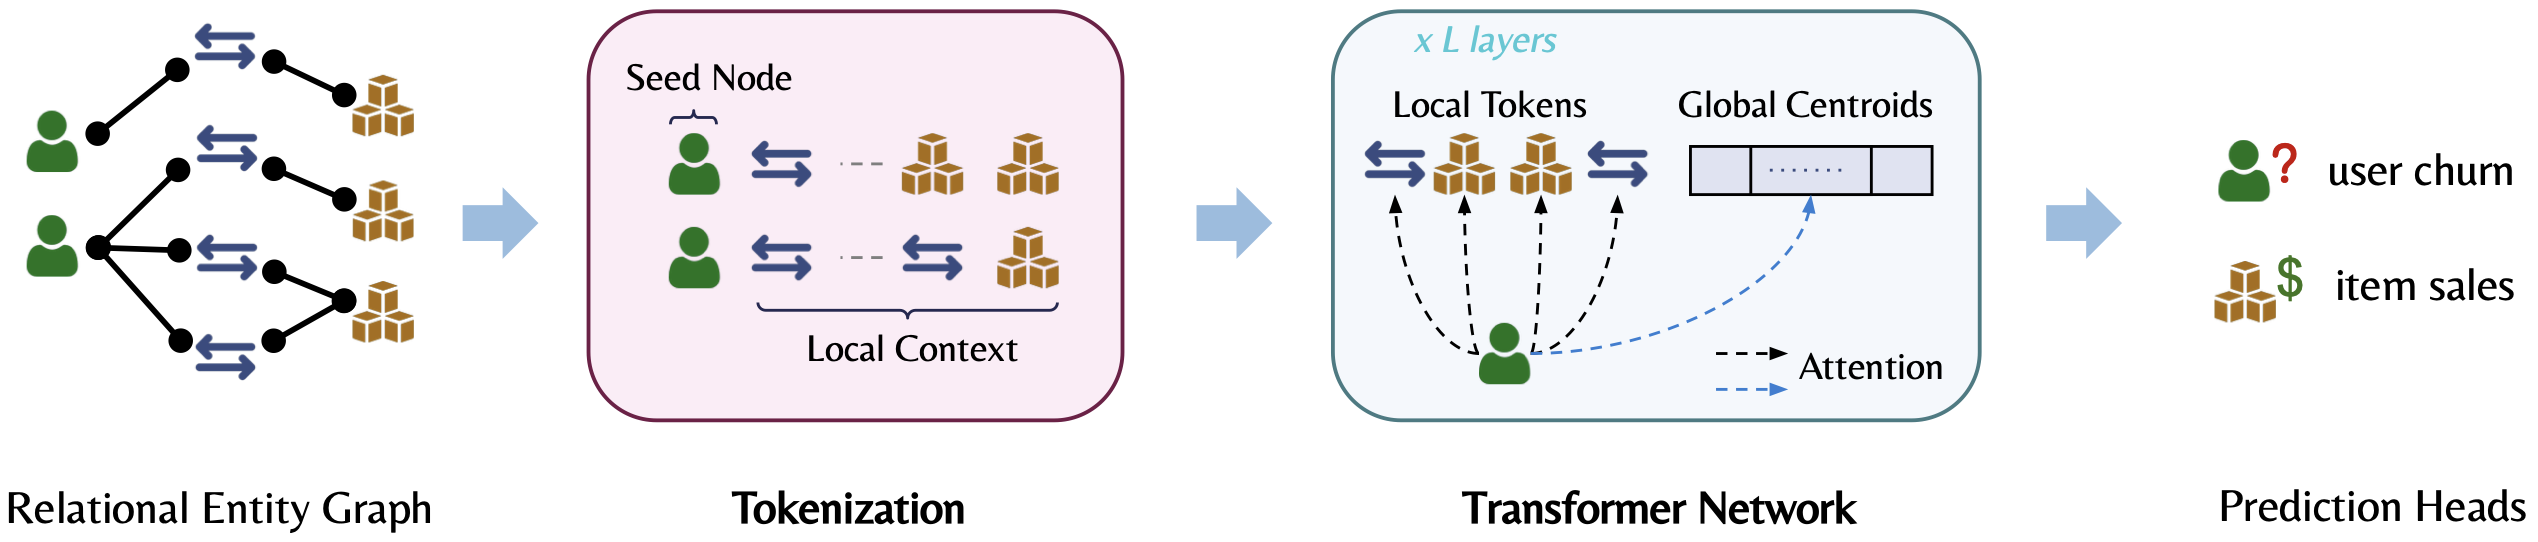 x L layers
Seed Node
Local Tokens
Global Centroids
? user churn
$ item sales
Local Context
Attention
Relational Entity Graph
Tokenization
Transformer Network
Prediction Heads